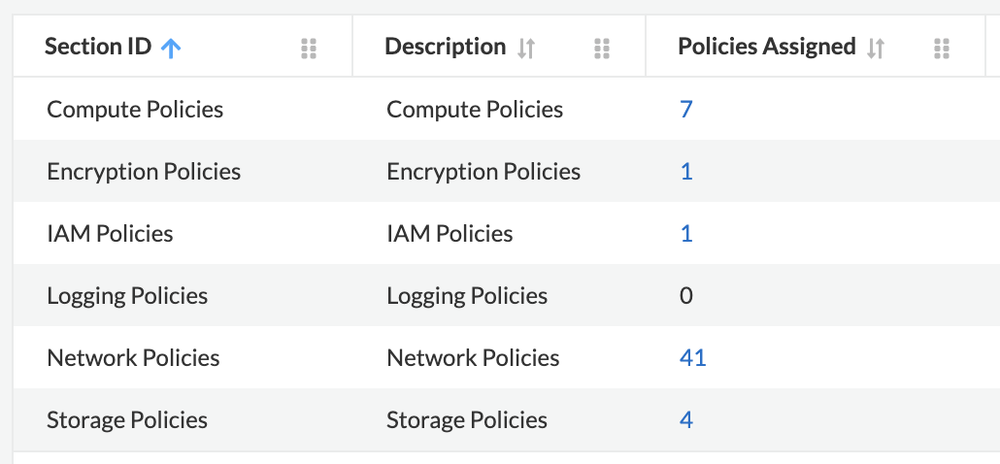 Section ID Description Policies Assigned
Compute Policies Compute Policies 7
Encryption Policies Encryption Policies 1
IAM Policies IAM Policies 1
Logging Policies Logging Policies 0
Network Policies Network Policies 41
Storage Policies Storage Policies 4